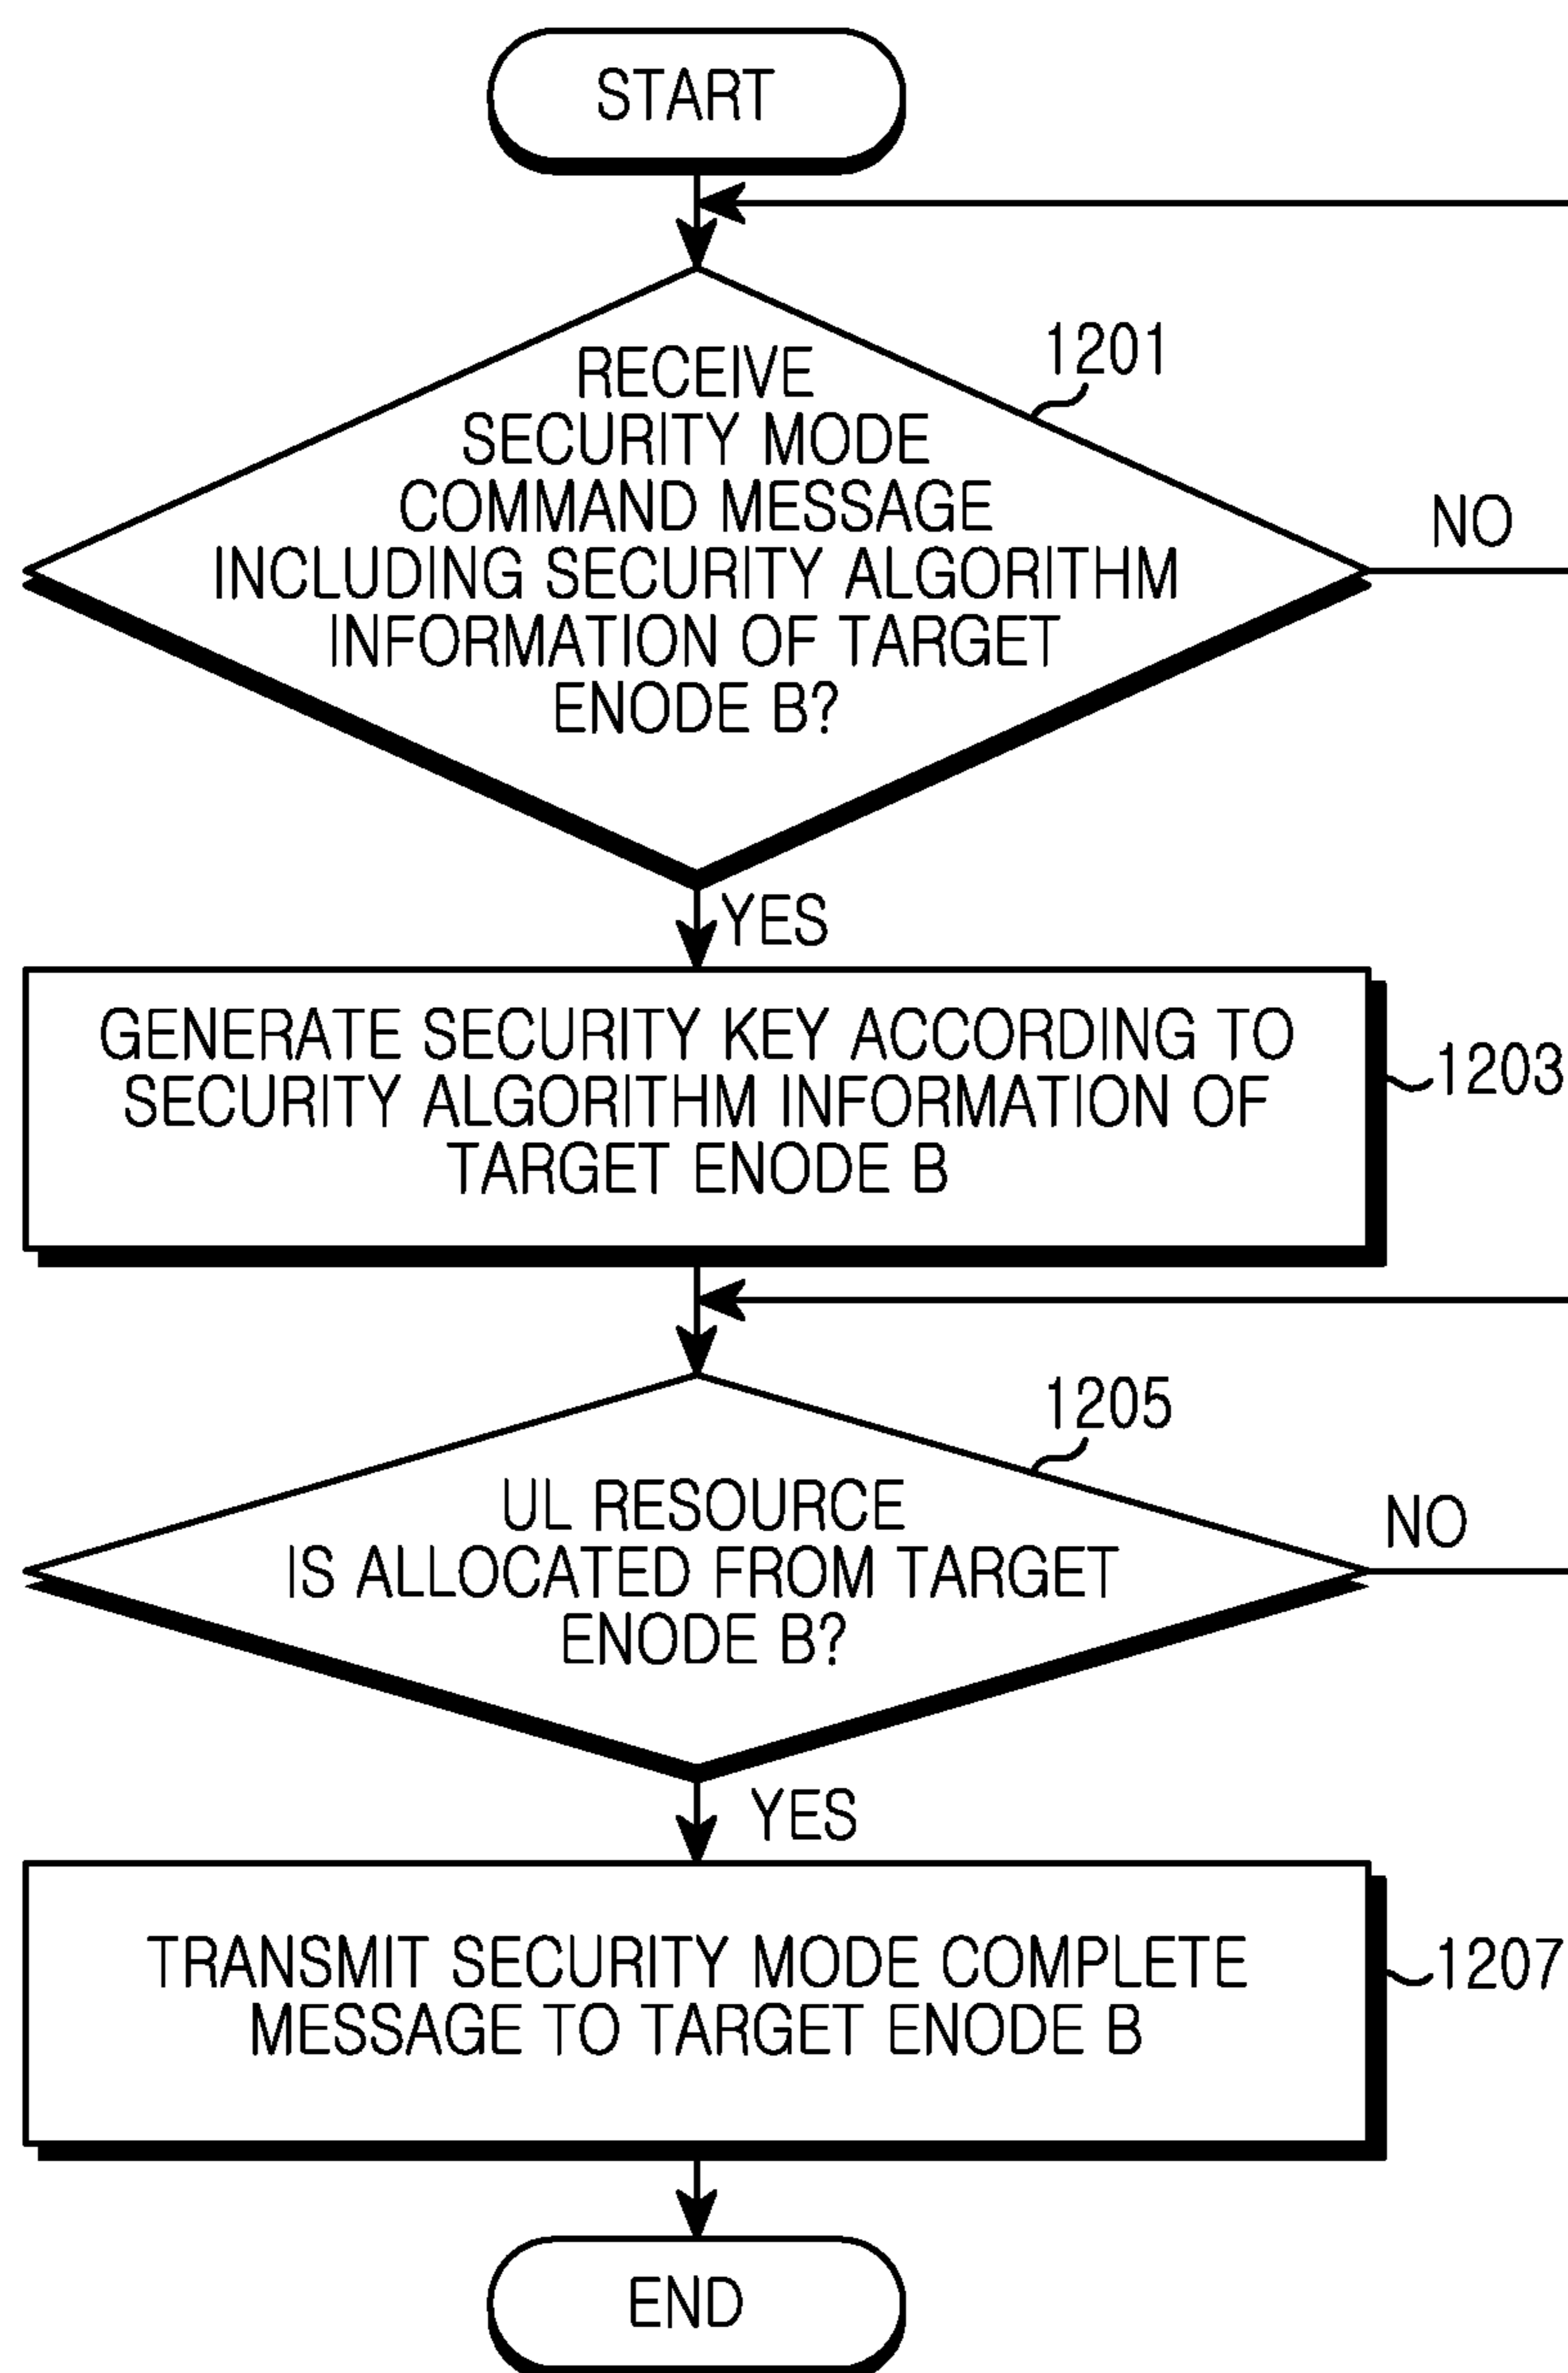 START
1201
RECEIVE
SECURITY MODE
COMMAND MESSAGE
INCLUDING SECURITY ALGORITHM
INFORMATION OF TARGET
ENODE B?
NO
YES
GENERATE SECURITY KEY ACCORDING TO
SECURITY ALGORITHM INFORMATION OF
TARGET ENODE B
1203
1205
UL RESOURCE
IS ALLOCATED FROM TARGET
ENODE B?
NO
YES
TRANSMIT SECURITY MODE COMPLETE
MESSAGE TO TARGET ENODE B
1207
END